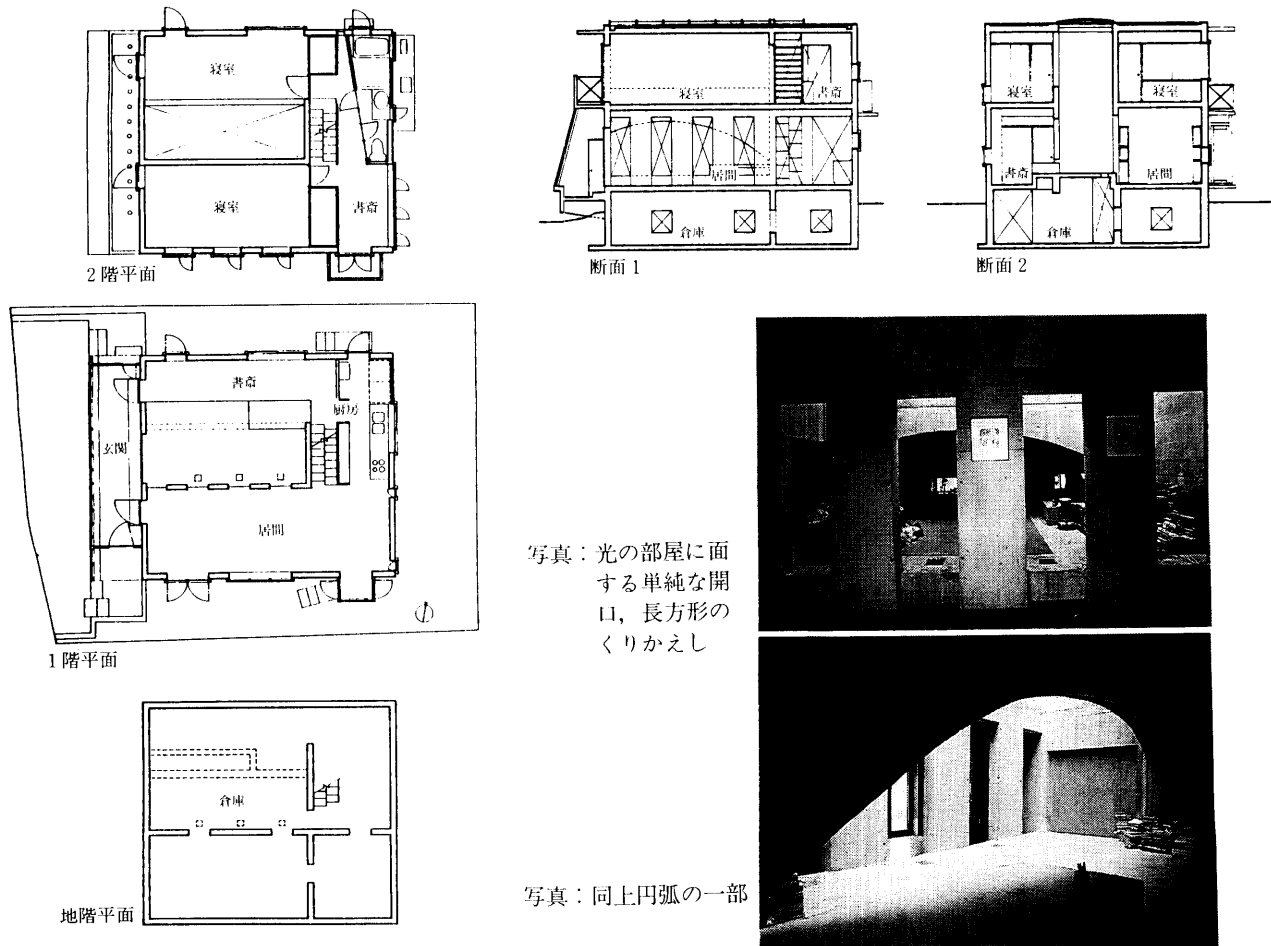 寝室
寝室
書斎
2階平面
寝室
書斎
居間
倉庫
断面1
寝室
寝室
書斎
居間
倉庫
断面2
書斎
厨房
玄関
居間
1階平面
倉庫
地階平面
写真：光の部屋に面
する単純な開
口，長方形の
くりかえし
写真：同上円弧の一部